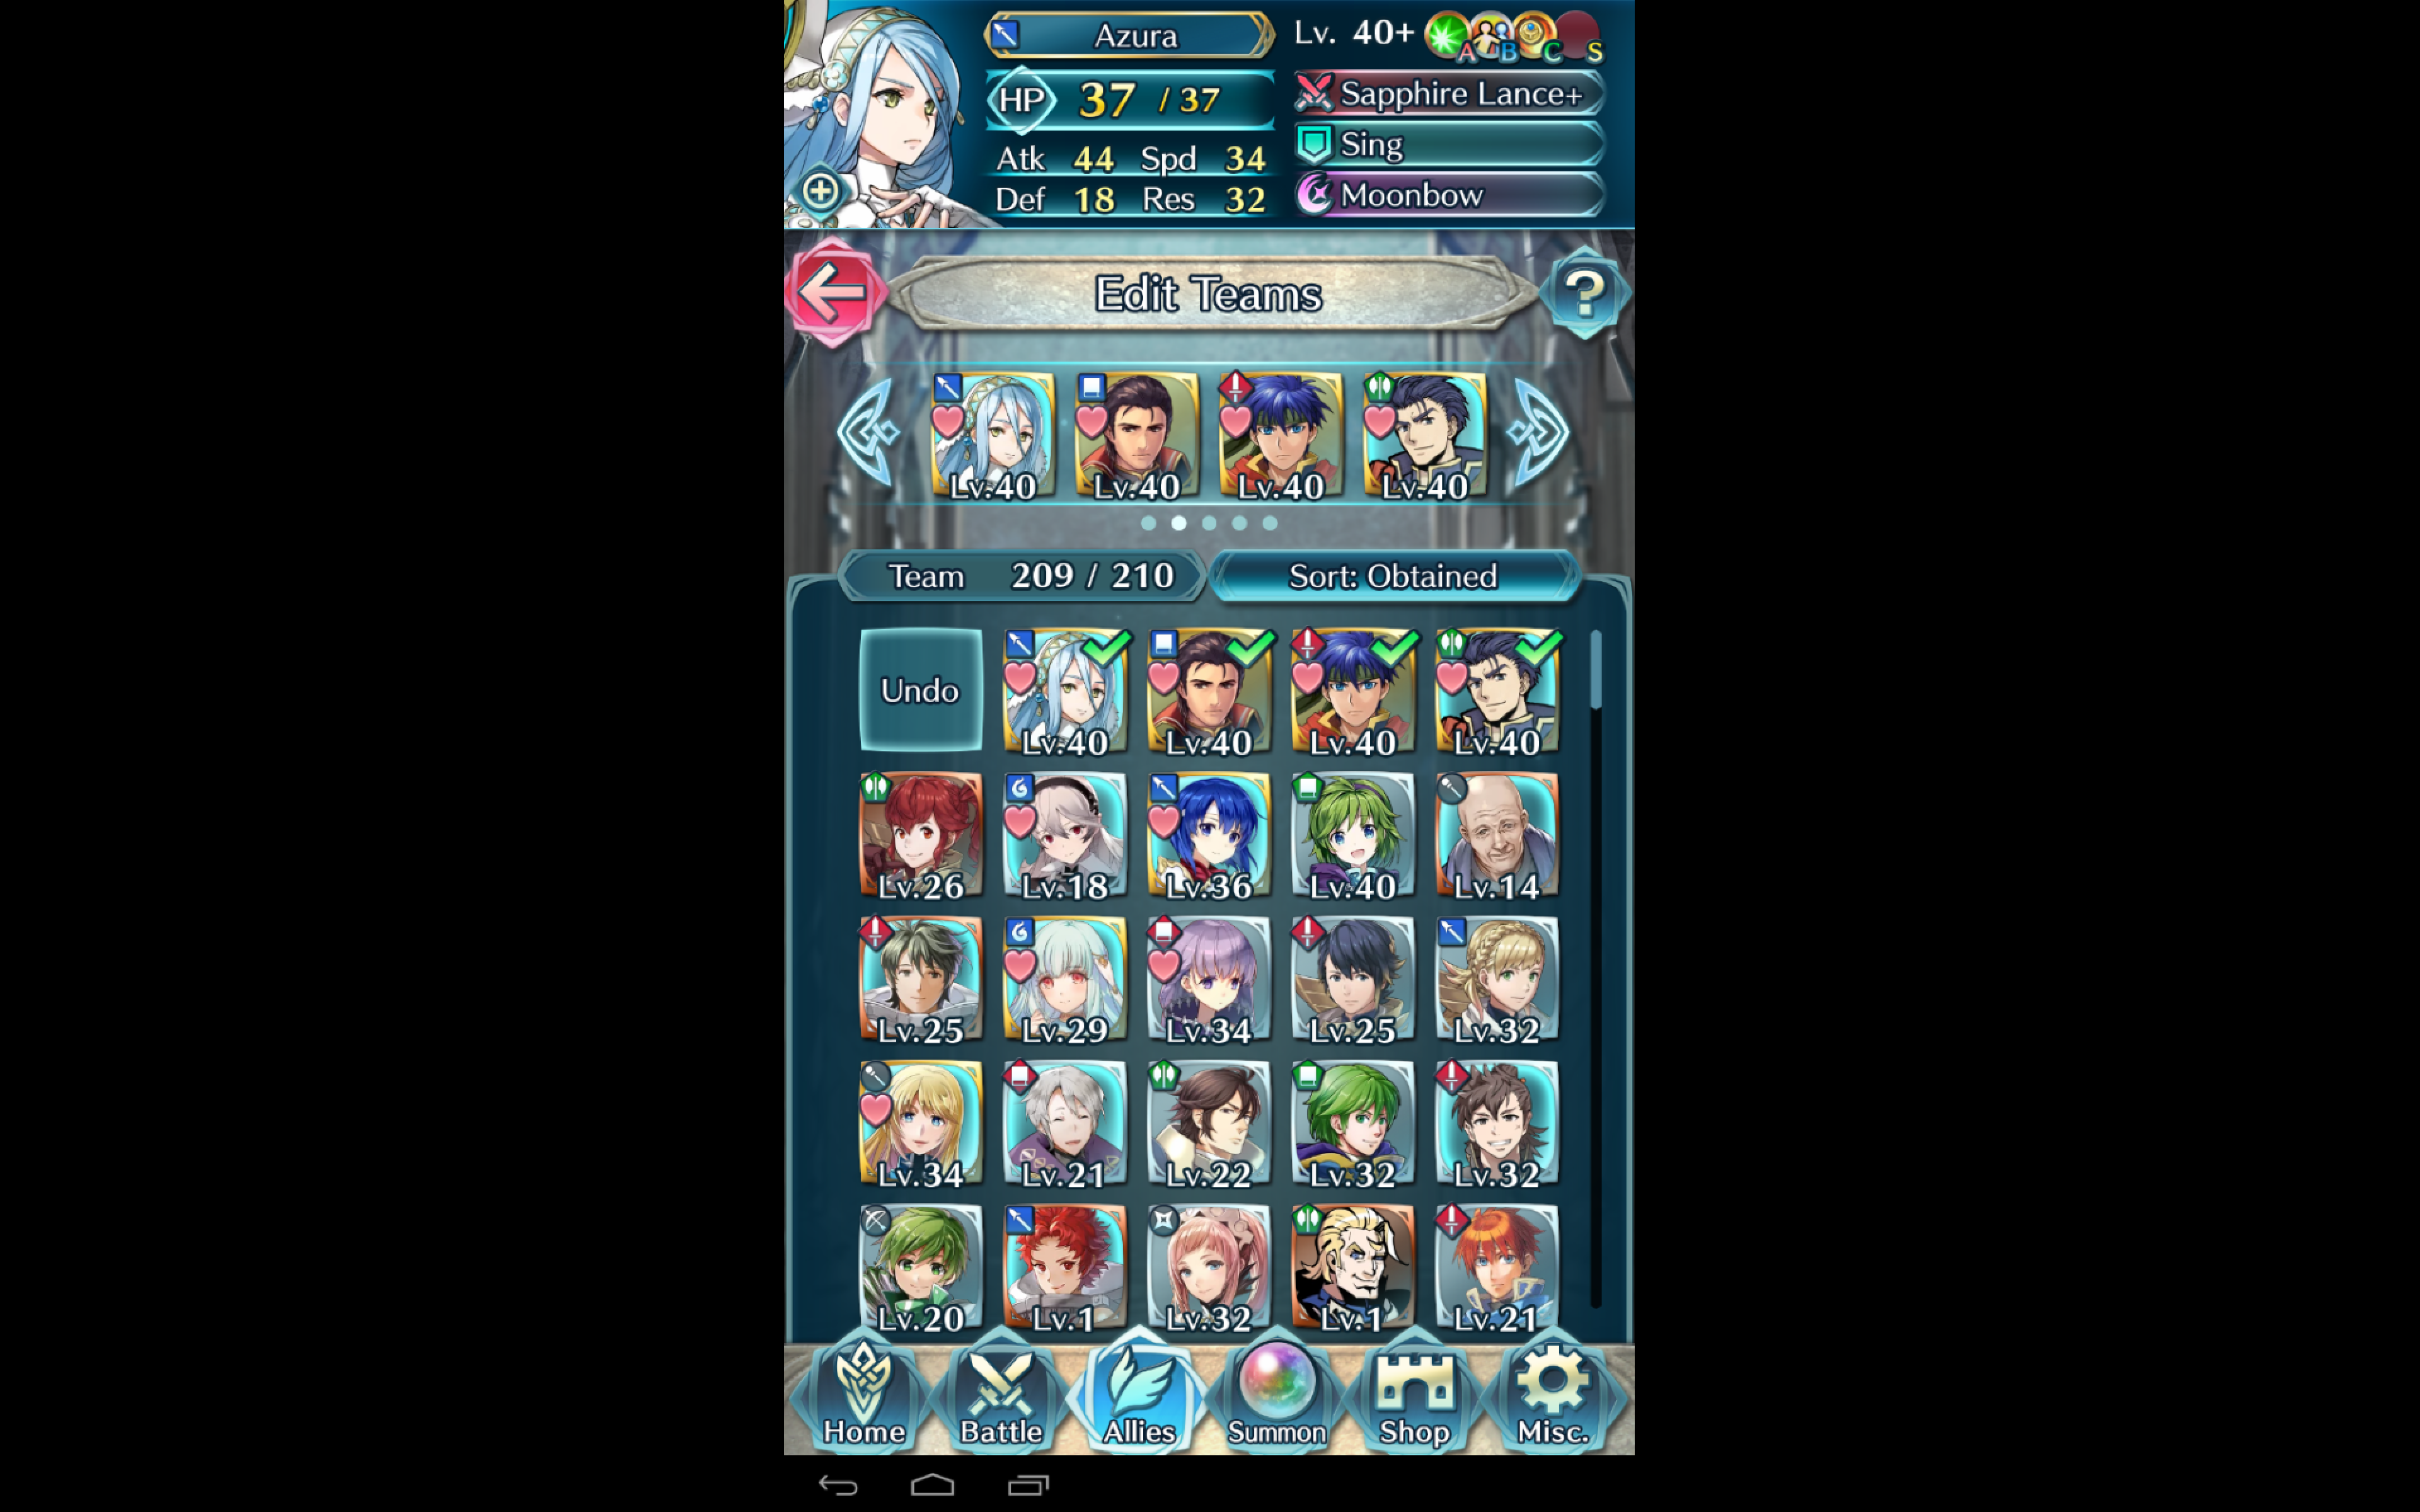 Azura Lv. 40+ A B C S
HP 37 / 37 Sapphire Lance+
Atk 44 Spd 34 Sing
Def 18 Res 32 Moonbow
Edit Teams ?
Lv.40 Lv.40 Lv.40 Lv.40
Team 209 / 210 Sort: Obtained
Undo Lv.40 Lv.40 Lv.40 Lv.40
Lv.26 Lv.18 Lv.36 Lv.40 Lv.14
Lv.25 Lv.29 Lv.34 Lv.25 Lv.32
Lv.34 Lv.21 Lv.22 Lv.32 Lv.32
Lv.20 Lv.1 Lv.32 Lv.1 Lv.21
Home Battle Allies Summon Shop Misc.